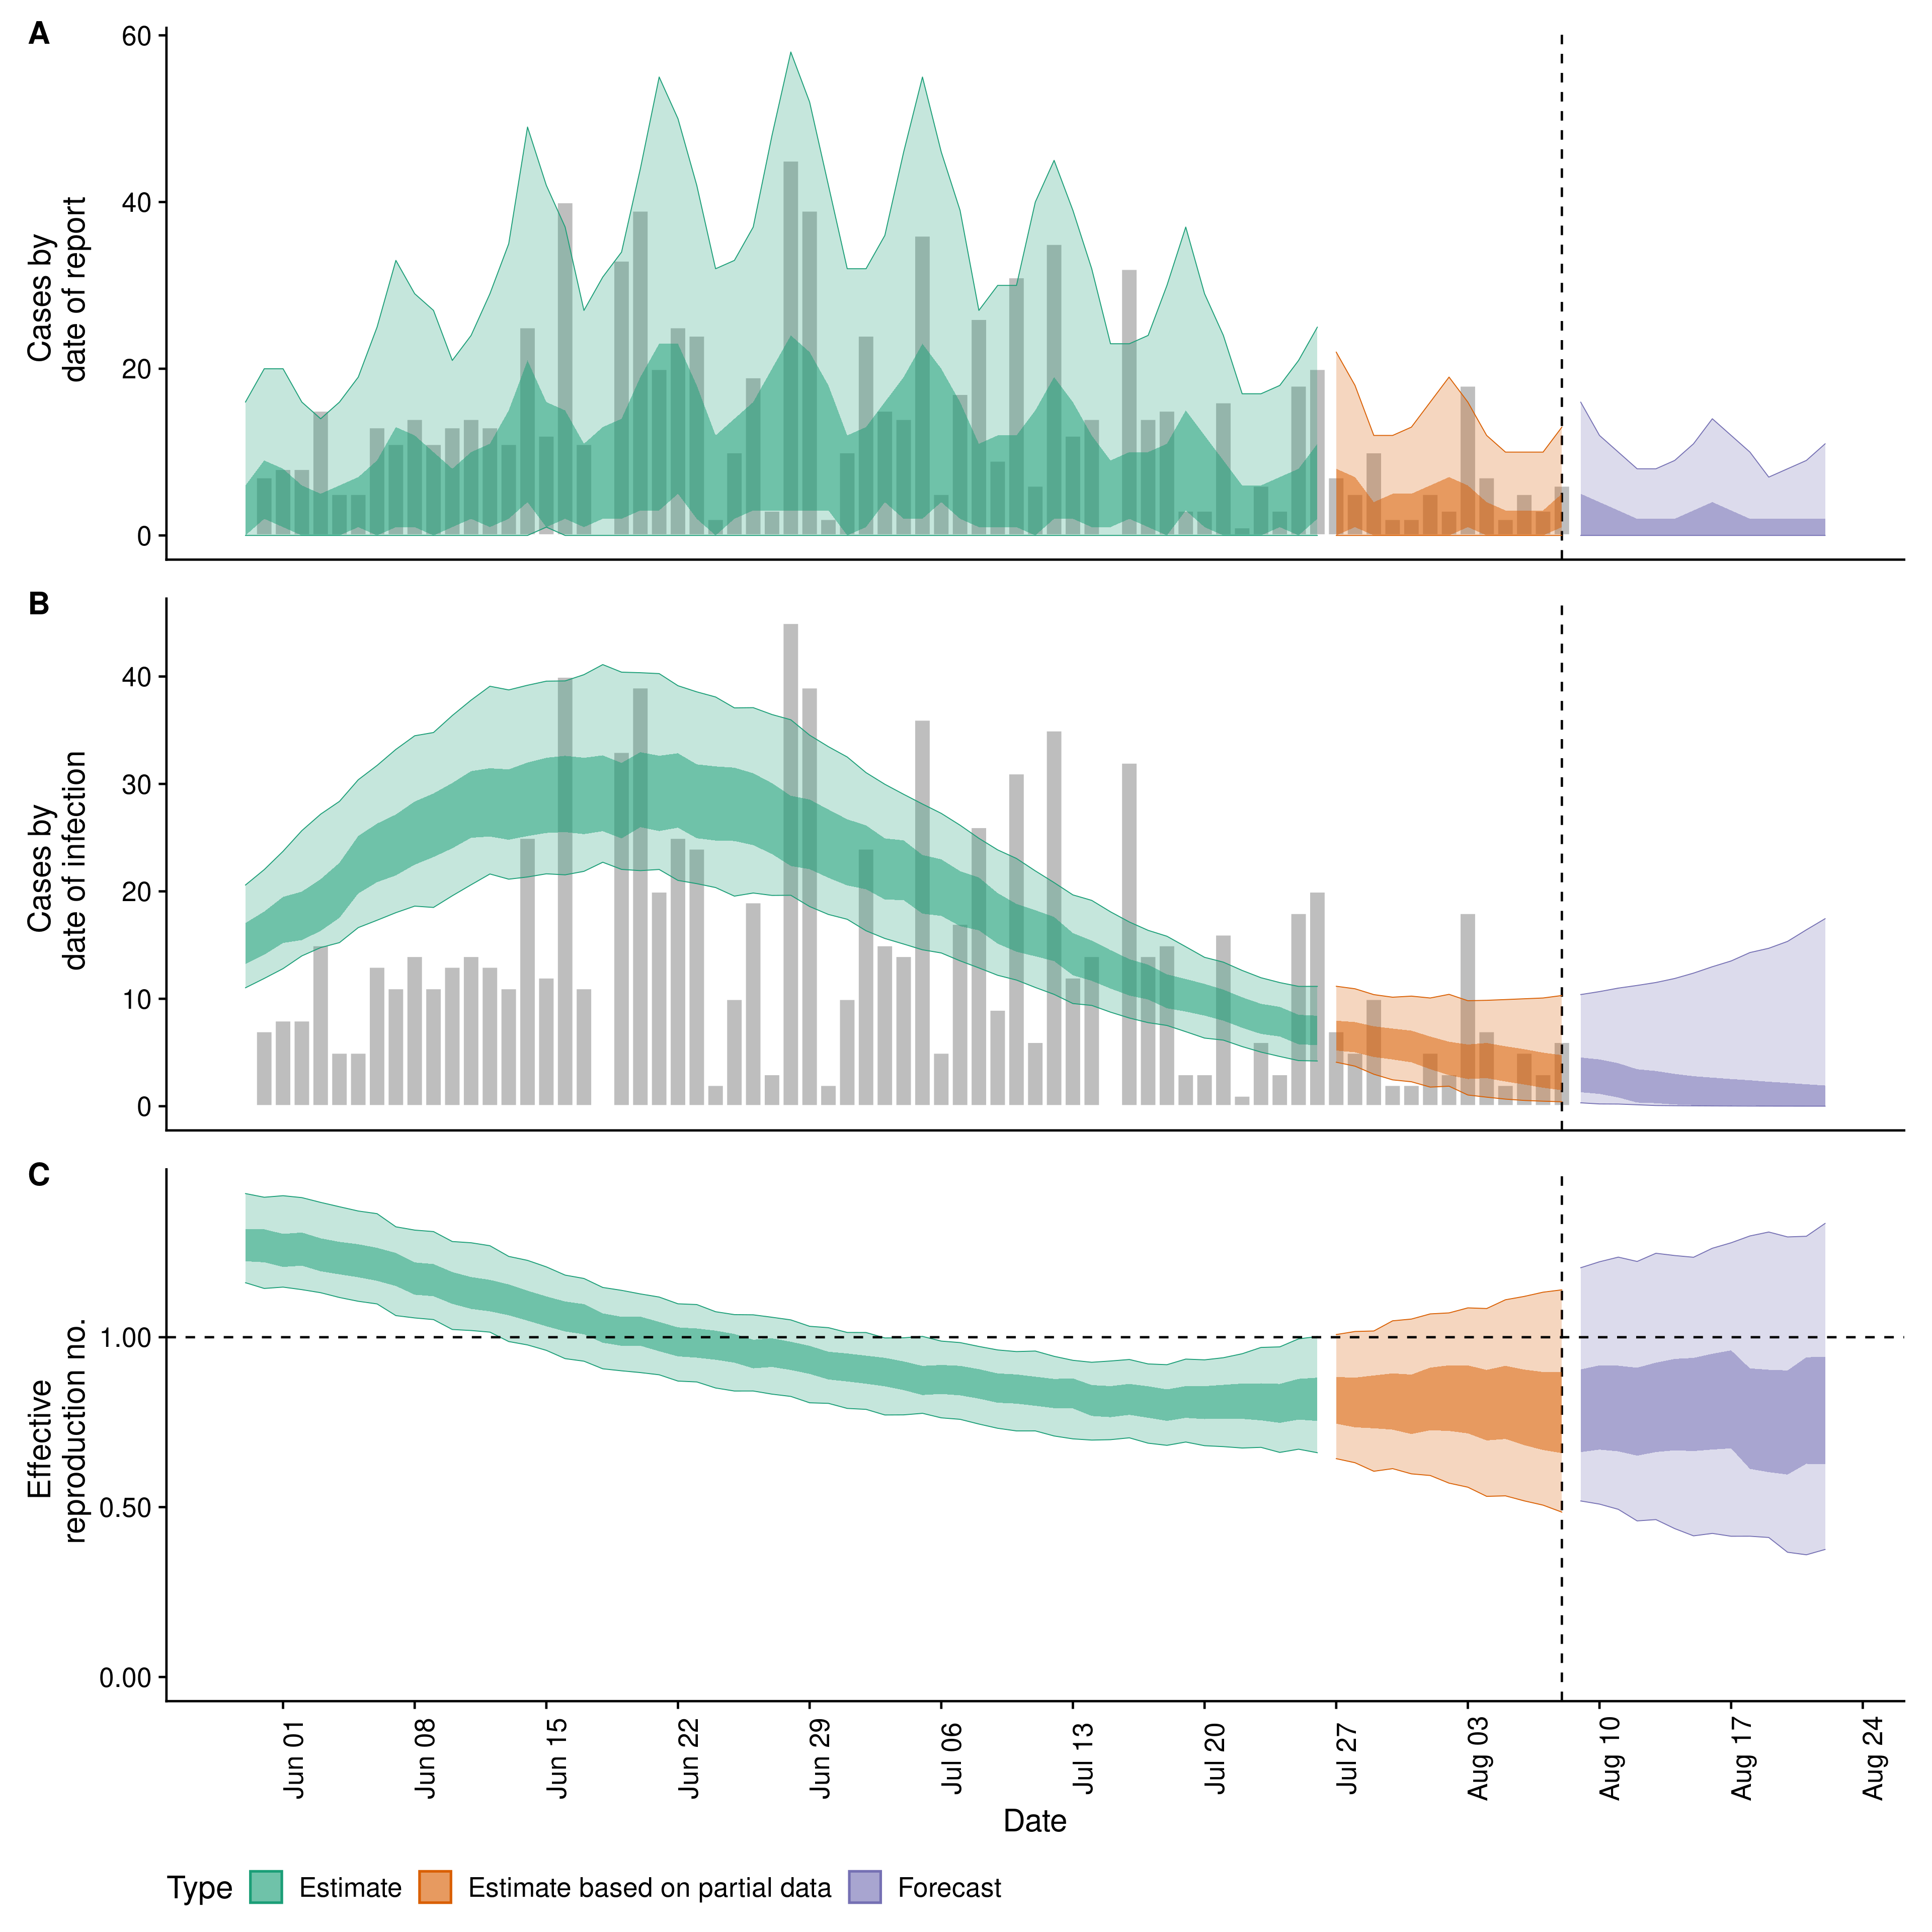 A
60
40
20
0
Cases by
date of report
B
40
30
20
10
0
Cases by
date of infection
C
1.00
0.50
0.00
Effective
reproduction no.
Jun 01
Jun 08
Jun 15
Jun 22
Jun 29
Jul 06
Jul 13
Jul 20
Jul 27
Aug 03
Aug 10
Aug 17
Aug 24
Date
Type Estimate Estimate based on partial data Forecast